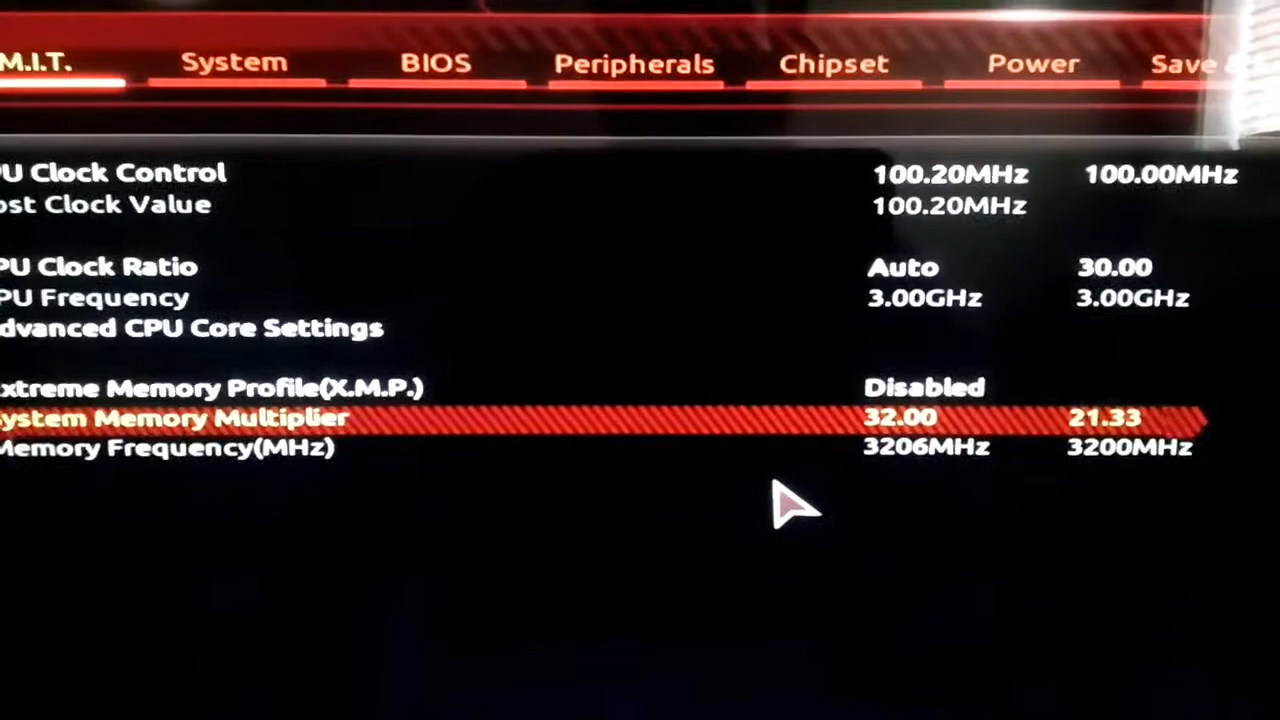 M.I.T. System BIOS Peripherals Chipset Power Save &
PU Clock Control 100.20MHz 100.00MHz
ost Clock Value 100.20MHz
PU Clock Ratio Auto 30.00
PU Frequency 3.00GHz 3.00GHz
dvanced CPU Core Settings
xtreme Memory Profile(X.M.P.) Disabled
ystem Memory Multiplier 32.00 21.33
Memory Frequency(MHz) 3206MHz 3200MHz